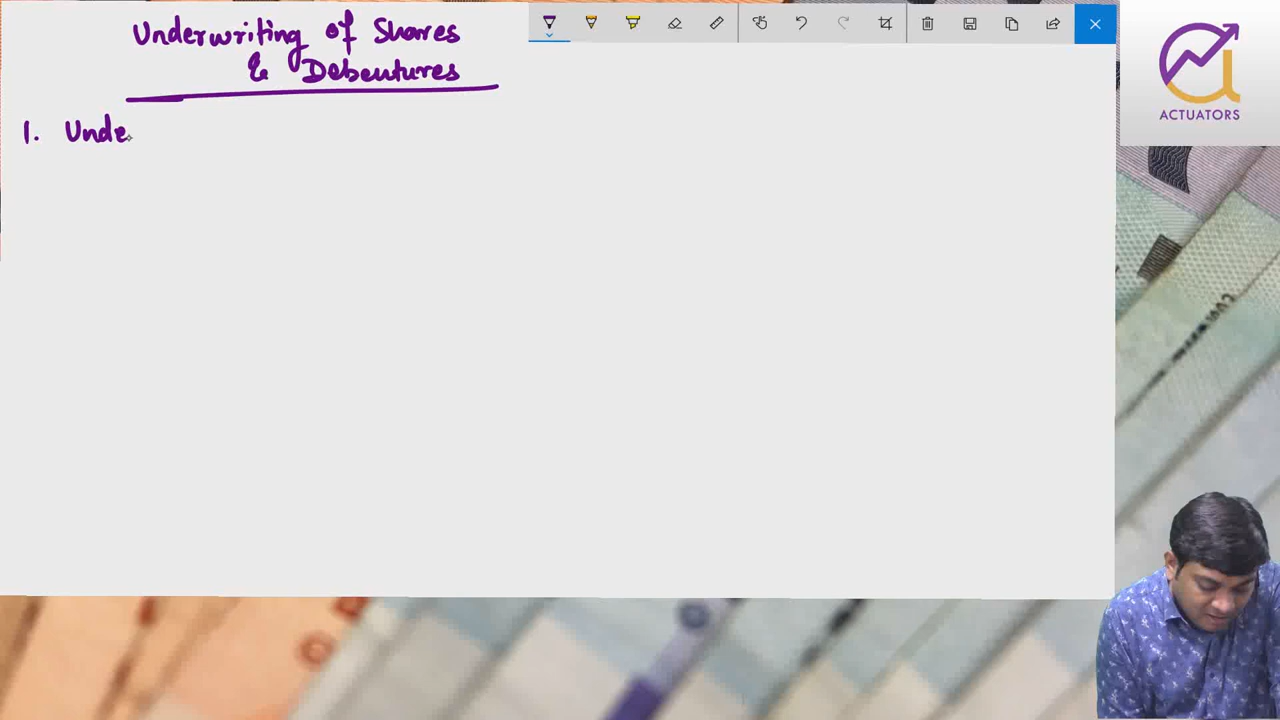 Underwriting of Shares
& Debentures
1. Unde
ACTUATORS